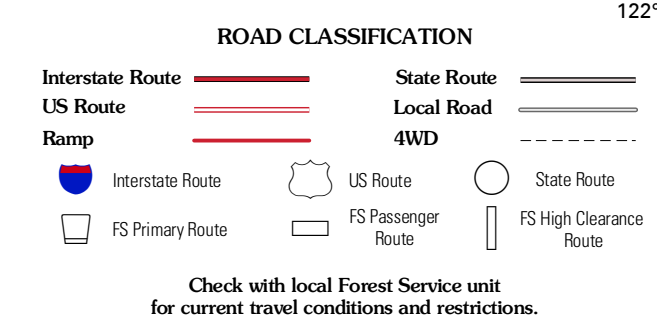 122°
ROAD CLASSIFICATION
Interstate Route
State Route
US Route
Local Road
Ramp
4WD
Interstate Route
US Route
State Route
FS Primary Route
FS Passenger
Route
FS High Clearance
Route
Check with local Forest Service unit
for current travel conditions and restrictions.